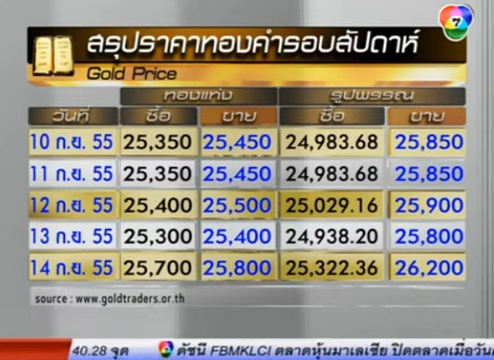 7
สรุปราคาทองคำรอบสัปดาห์
Gold Price
ทองแท่ง รูปพรรณ
วันที่ ซื้อ ขาย ซื้อ ขาย
10 ก.ย. 55 25,350 25,450 24,983.68 25,850
11 ก.ย. 55 25,350 25,450 24,983.68 25,850
12 ก.ย. 55 25,400 25,500 25,029.16 25,900
13 ก.ย. 55 25,300 25,400 24,938.20 25,800
14 ก.ย. 55 25,700 25,800 25,322.36 26,200
source : www.goldtraders.or.th
40.28 จุด 7 ดัชนี FBMKLCI ตลาดหุ้นมาเลเซีย ปิดตลาดเมื่อวัน